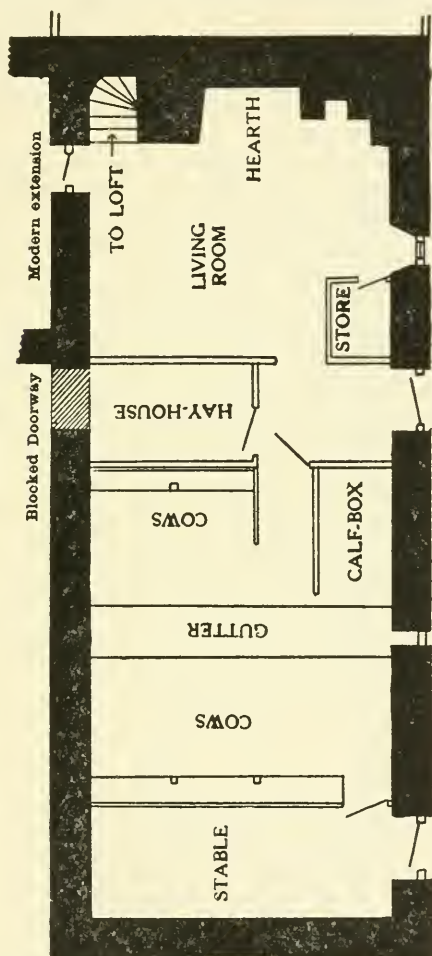 Modern extension
Blocked Doorway
TO LOFT
HEARTH
LIVING
ROOM
STORE
HAY-HOUSE
COWS
CALF-BOX
GUTTER
COWS
STABLE